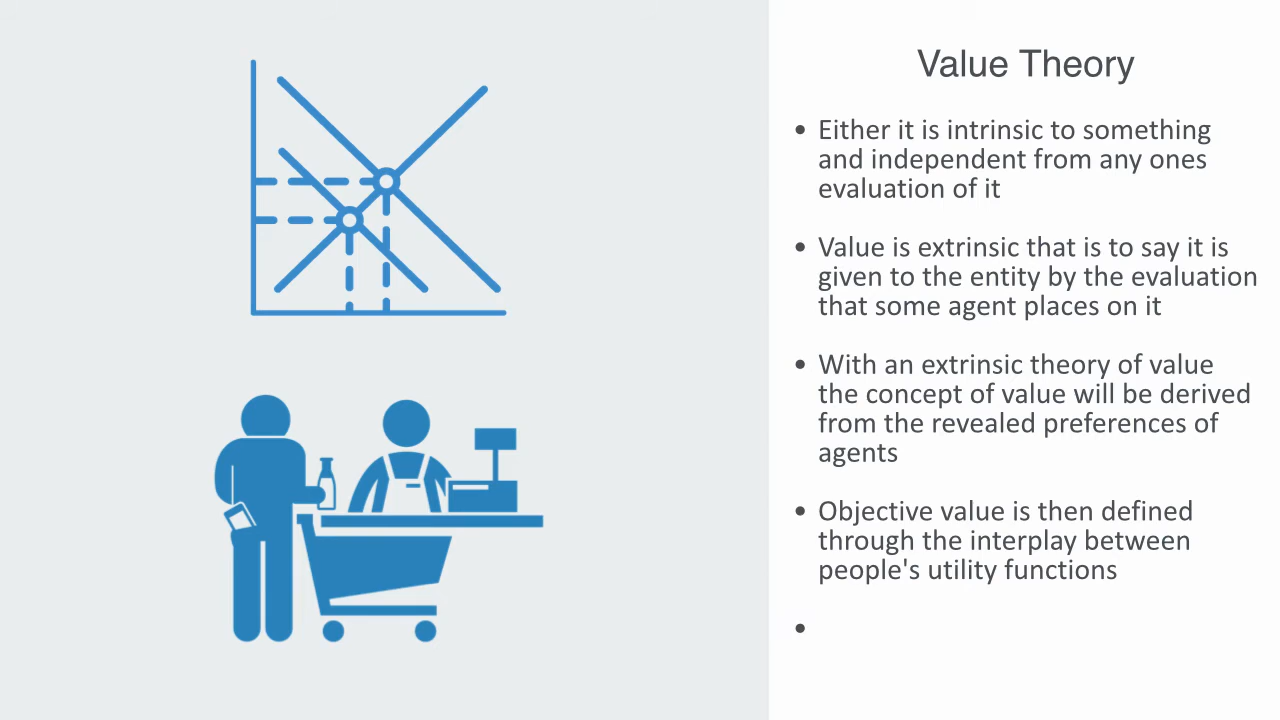 Value Theory
• Either it is intrinsic to something
and independent from any ones
evaluation of it
• Value is extrinsic that is to say it is
given to the entity by the evaluation
that some agent places on it
• With an extrinsic theory of value
the concept of value will be derived
from the revealed preferences of
agents
• Objective value is then defined
through the interplay between
people's utility functions
•